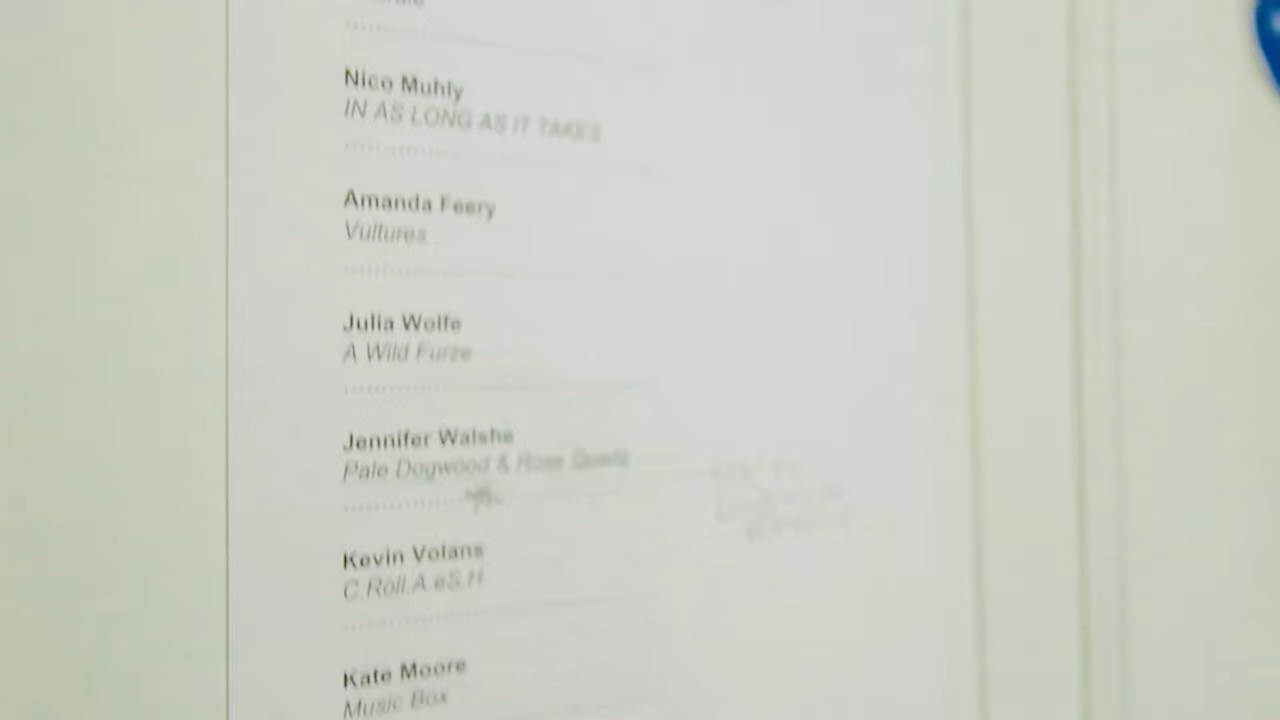 Nico Muhly
IN AS LONG AS IT TAKES
Amanda Feery
Vultures
Julia Wolfe
A Wild Furze
Jennifer Walshe
Pale Dogwood & Rose Quartz
Kevin Volans
C.Roll.A eS.H
Kate Moore
Music Box